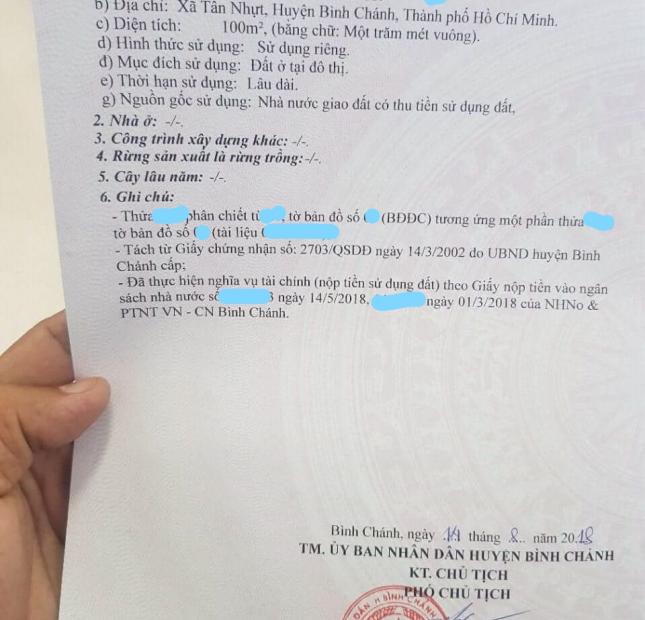 b) Địa chỉ: Xã Tân Nhựt, Huyện Bình Chánh, Thành phố Hồ Chí Minh.
c) Diện tích: 100m², (bằng chữ: Một trăm mét vuông).
d) Hình thức sử dụng: Sử dụng riêng.
đ) Mục đích sử dụng: Đất ở tại đô thị.
e) Thời hạn sử dụng: Lâu dài.
g) Nguồn gốc sử dụng: Nhà nước giao đất có thu tiền sử dụng đất,
2. Nhà ở: -/-.
3. Công trình xây dựng khác: -/-.
4. Rừng sản xuất là rừng trồng:-/-.
5. Cây lâu năm: -/-.
6. Ghi chú:
- Thửa phân chiết từ , tờ bản đồ số (BĐĐC) tương ứng một phần thửa
tờ bản đồ số (tài liệu
- Tách từ Giấy chứng nhận số: 2703/QSDĐ ngày 14/3/2002 do UBND huyện Bình
Chánh cấp;
- Đã thực hiện nghĩa vụ tài chính (nộp tiền sử dụng đất) theo Giấy nộp tiền vào ngân
sách nhà nước số 3 ngày 14/5/2018, ngày 01/3/2018 của NHNo &
PTNT VN - CN Bình Chánh.
Bình Chánh, ngày 14 tháng 8.. năm 2018
TM. ỦY BAN NHÂN DÂN HUYỆN BÌNH CHÁNH
KT. CHỦ TỊCH
PHÓ CHỦ TỊCH
DÂN H BÌNH CHÁNH